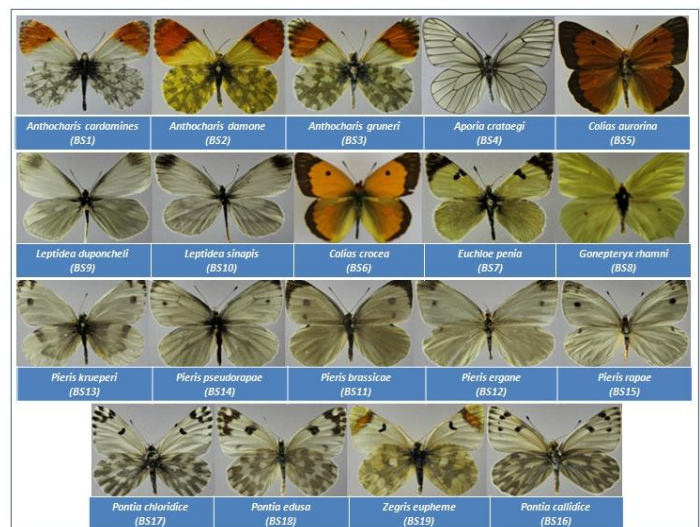 Anthocharis cardamines
(BS1)
Anthocharis damone
(BS2)
Anthocharis gruneri
(BS3)
Aporia crataegi
(BS4)
Colias aurorina
(BS5)
Leptidea duponcheli
(BS9)
Leptidea sinapis
(BS10)
Colias crocea
(BS6)
Euchloe penia
(BS7)
Gonepteryx rhamni
(BS8)
Pieris krueperi
(BS13)
Pieris pseudorapae
(BS14)
Pieris brassicae
(BS11)
Pieris ergane
(BS12)
Pieris rapae
(BS15)
Pontia chloridice
(BS17)
Pontia edusa
(BS18)
Zegris eupheme
(BS19)
Pontia callidice
(BS16)